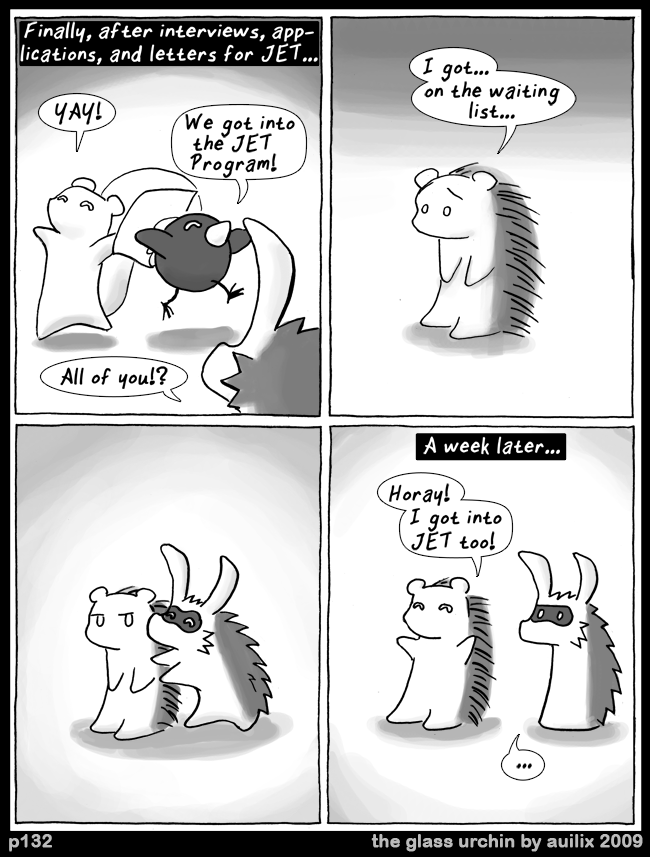 Finally, after interviews, app-
lications, and letters for JET...
YAY!
We got into
the JET
Program!
All of you!?
I got...
on the waiting
list...
A week later...
Horay!
I got into
JET too!
...
p132
the glass urchin by auilix 2009